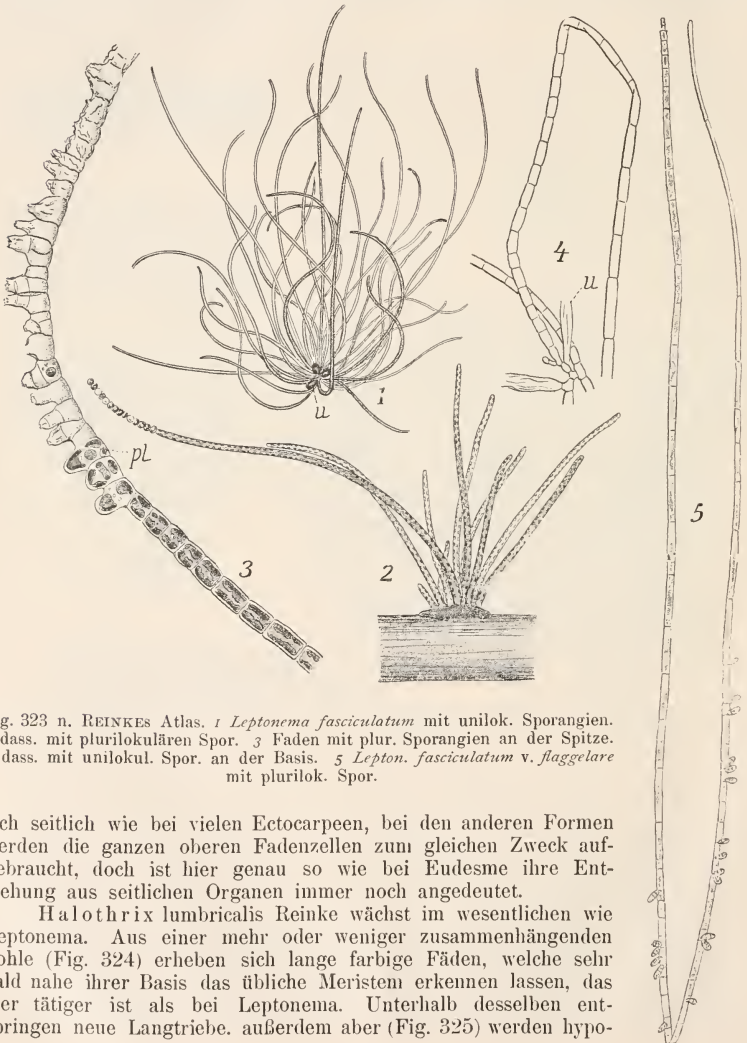 4
u
1
u
pl
5
3
2
g. 323 n. REINKES Atlas. 1 Leptonema fasciculatum mit unilok. Sporangien.
dass. mit plurilokulären Spor. 3 Faden mit plur. Sporangien an der Spitze.
dass. mit unilokul. Spor. an der Basis. 5 Lepton. fasciculatum v. flaggelare
mit plurilok. Spor.
ch seitlich wie bei vielen Ectocarpeen, bei den anderen Formen
erden die ganzen oberen Fadenzellen zum gleichen Zweck auf-
ebraucht, doch ist hier genau so wie bei Eudesme ihre Ent-
ehung aus seitlichen Organen immer noch angedeutet.
Halothrix lumbricalis Reinke wächst im wesentlichen wie
eptonema. Aus einer mehr oder weniger zusammenhängenden
ohle (Fig. 324) erheben sich lange farbige Fäden, welche sehr
ald nahe ihrer Basis das übliche Meristem erkennen lassen, das
er tätiger ist als bei Leptonema. Unterhalb desselben ent-
pringen neue Langtriebe. außerdem aber (Fig. 325) werden hypo-